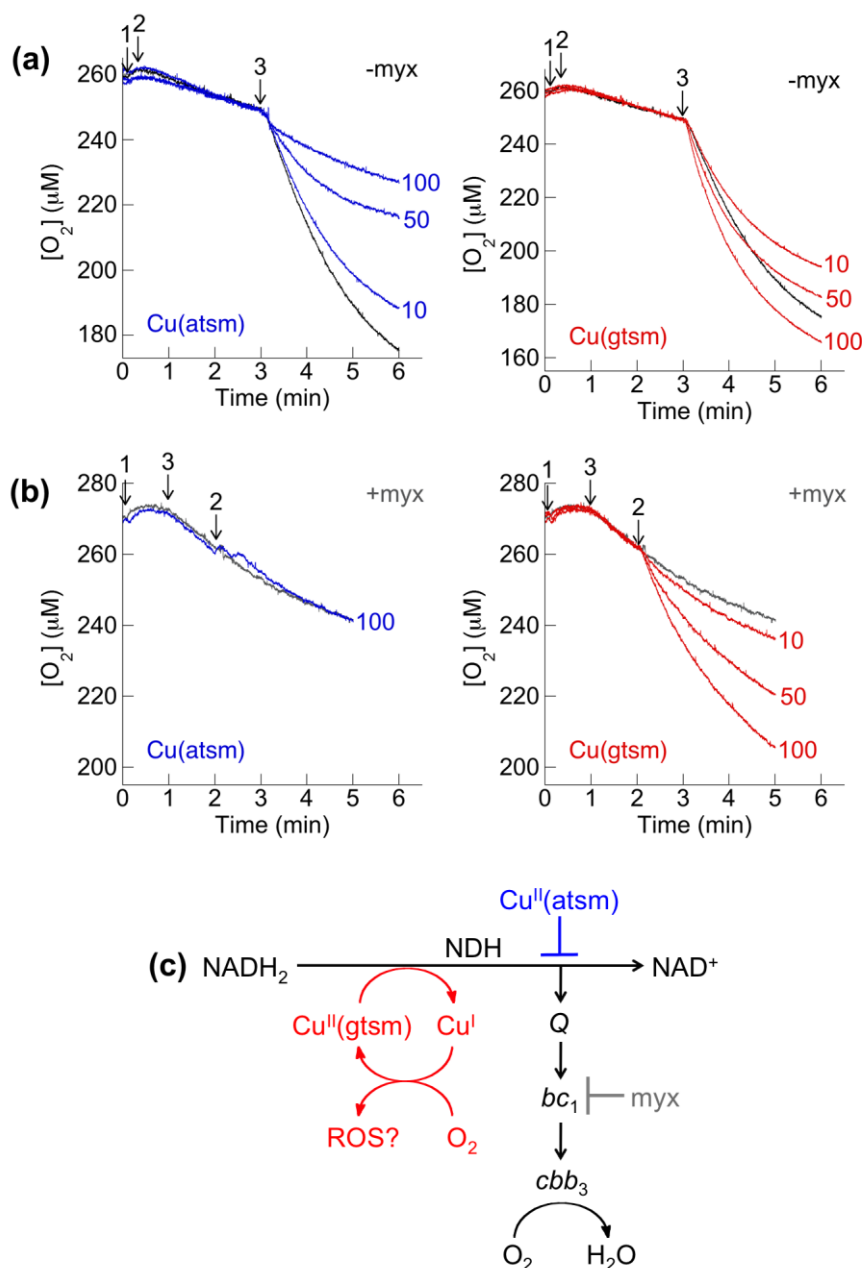 (a)
1 2
3
-myx
260
240
220
200
180
[O₂] (μM)
100
50
10
Cu(atsm)
0 1 2 3 4 5 6
Time (min)
1 2
3
-myx
260
240
220
200
180
160
[O₂] (μM)
10
50
100
Cu(gtsm)
0 1 2 3 4 5 6
Time (min)
(b)
1 3
2
+myx
280
260
240
220
200
[O₂] (μM)
100
Cu(atsm)
0 1 2 3 4 5 6
Time (min)
1 3
2
+myx
280
260
240
220
200
[O₂] (μM)
10
50
100
Cu(gtsm)
0 1 2 3 4 5 6
Time (min)
(c)
Cuᴵᴵ(atsm)
NDH
NADH₂
NAD⁺
Cuᴵᴵ(gtsm) Cuᴵ
Q
ROS? O₂
bc₁
myx
cbb₃
O₂ H₂O